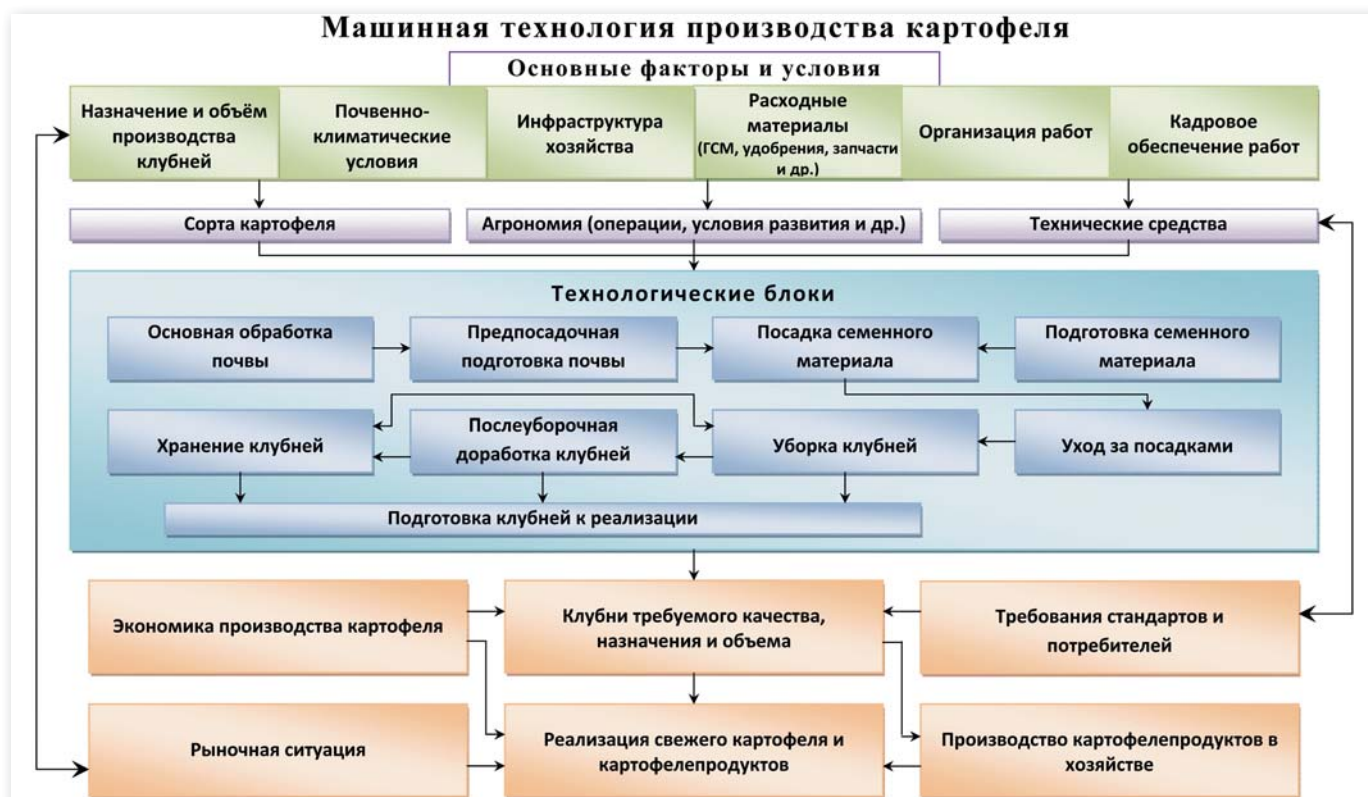 Машинная технология производства картофеля
Основные факторы и условия
Назначение и объём
производства
клубней
Почвенно-
климатические
условия
Инфраструктура
хозяйства
Расходные
материалы
(ГСМ, удобрения, запчасти
и др.)
Организация работ
Кадровое
обеспечение работ
Сорта картофеля
Агрономия (операции, условия развития и др.)
Технические средства
Технологические блоки
Основная обработка
почвы
Предпосадочная
подготовка почвы
Посадка семенного
материала
Подготовка семенного
материала
Хранение клубней
Послеуборочная
доработка клубней
Уборка клубней
Уход за посадками
Подготовка клубней к реализации
Экономика производства картофеля
Клубни требуемого качества,
назначения и объема
Требования стандартов и
потребителей
Рыночная ситуация
Реализация свежего картофеля и
картофелепродуктов
Производство картофелепродуктов в
хозяйстве